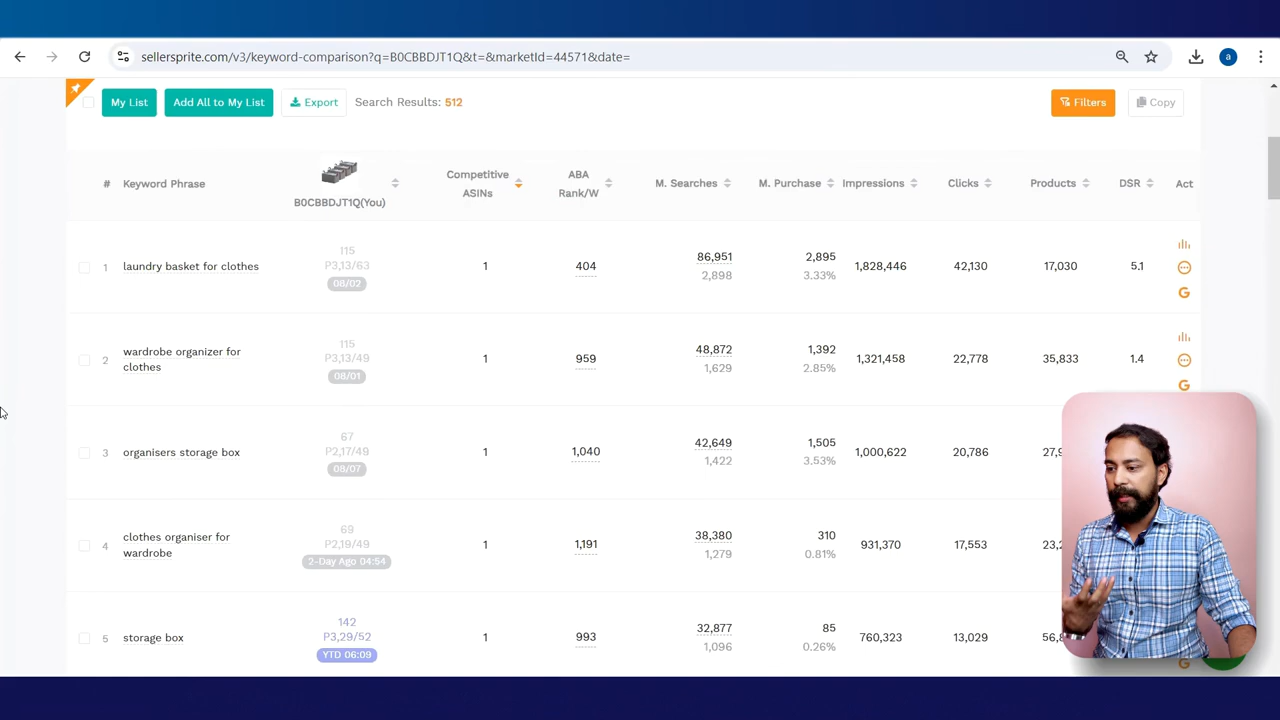 sellersprite.com/v3/keyword-comparison?q=B0CBBDJT1Q&t=&marketId=44571&date=
a
My List Add All to My List Export Search Results: 512 Filters Copy
# Keyword Phrase B0CBBDJT1Q(You) Competitive ASINs ABA Rank/W M. Searches M. Purchase Impressions Clicks Products DSR Act
1 laundry basket for clothes 115 P3,13/63 08/02 1 404 86,951 2,898 2,895 3.33% 1,828,446 42,130 17,030 5.1
G
2 wardrobe organizer for clothes 115 P3,13/49 08/01 1 959 48,872 1,629 1,392 2.85% 1,321,458 22,778 35,833 1.4
G
3 organisers storage box 67 P2,17/49 08/07 1 1,040 42,649 1,422 1,505 3.53% 1,000,622 20,786
4 clothes organiser for wardrobe 69 P2,19/49 2-Day Ago 04:54 1 1,191 38,380 1,279 310 0.81% 931,370 17,553
5 storage box 142 P3,29/52 YTD 06:09 1 993 32,877 1,096 85 0.26% 760,323 13,029